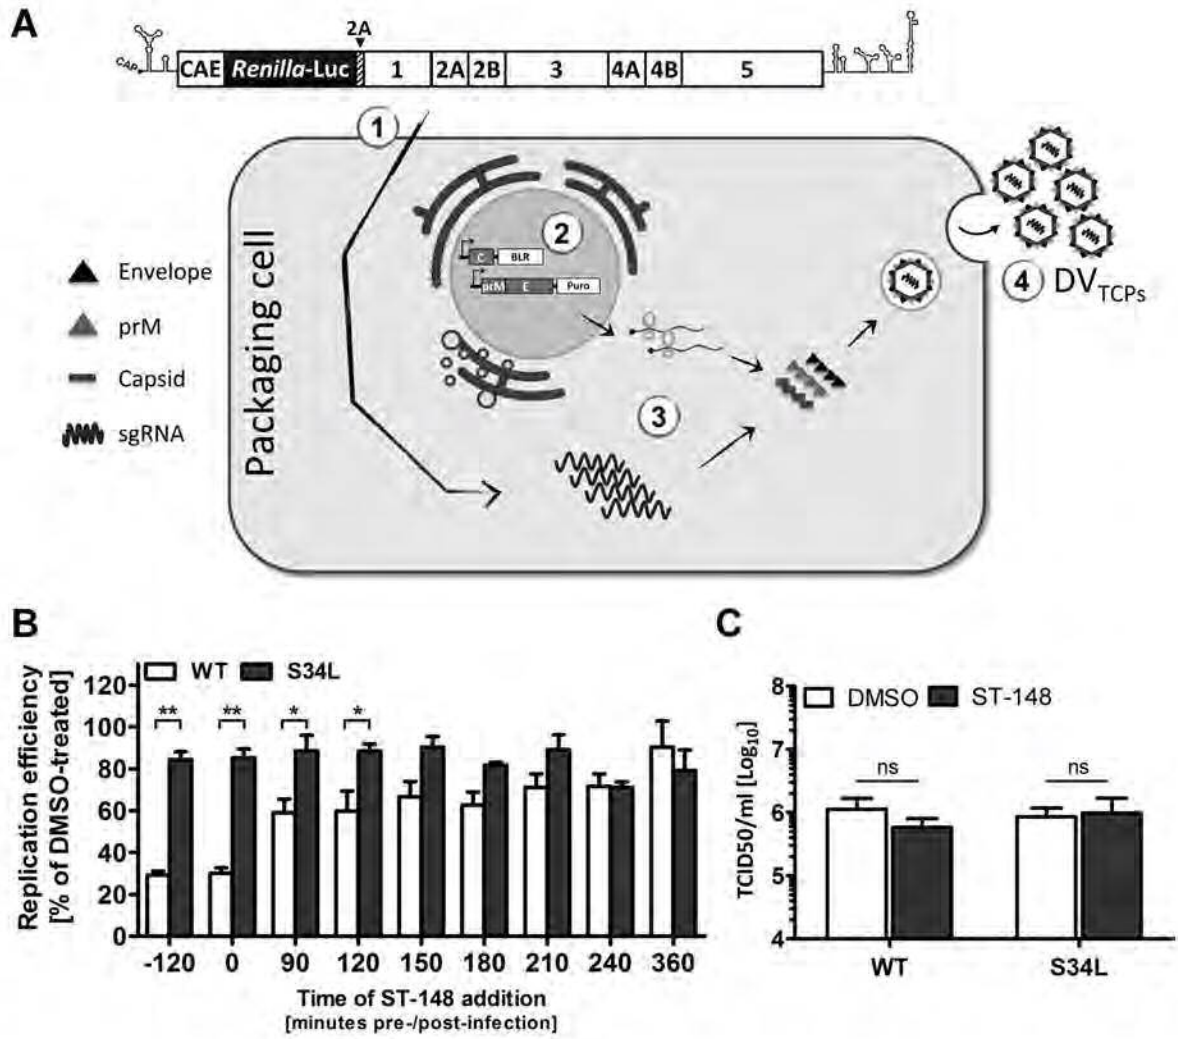 A
2A
CAP
CAE Renilla-Luc 1 2A 2B 3 4A 4B 5
1
Packaging cell
2
C BLR
prM E Puro
Envelope
prM
Capsid
sgRNA
3
4 DVTCPs
B
WT S34L
Replication efficiency
[% of DMSO-treated]
120
100
80
60
40
20
0
** ** * *
-120 0 90 120 150 180 210 240 360
Time of ST-148 addition
[minutes pre-/post-infection]
C
DMSO ST-148
TCID50/ml [Log10]
8
7
6
5
4
ns ns
WT S34L